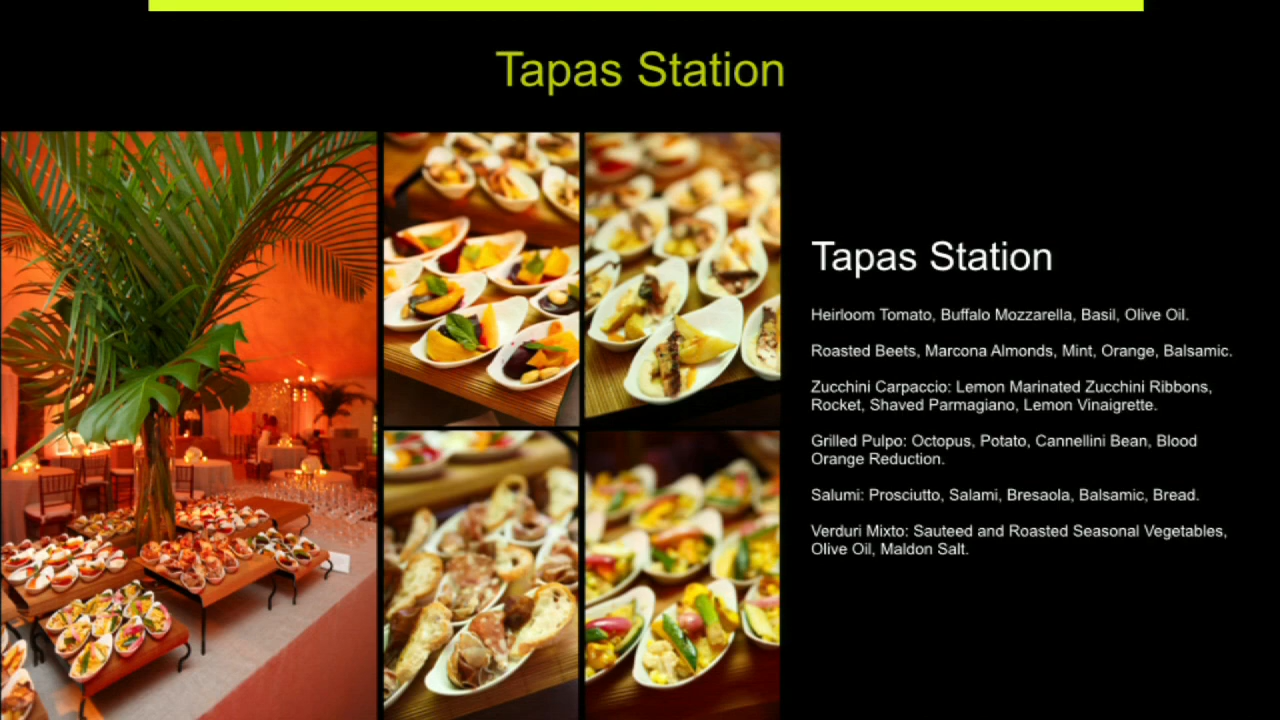 Tapas Station
Tapas Station
Heirloom Tomato, Buffalo Mozzarella, Basil, Olive Oil.
Roasted Beets, Marcona Almonds, Mint, Orange, Balsamic.
Zucchini Carpaccio: Lemon Marinated Zucchini Ribbons,
Rocket, Shaved Parmagiano, Lemon Vinaigrette.
Grilled Pulpo: Octopus, Potato, Cannellini Bean, Blood
Orange Reduction.
Salumi: Prosciutto, Salami, Bresaola, Balsamic, Bread.
Verduri Mixto: Sauteed and Roasted Seasonal Vegetables,
Olive Oil, Maldon Salt.